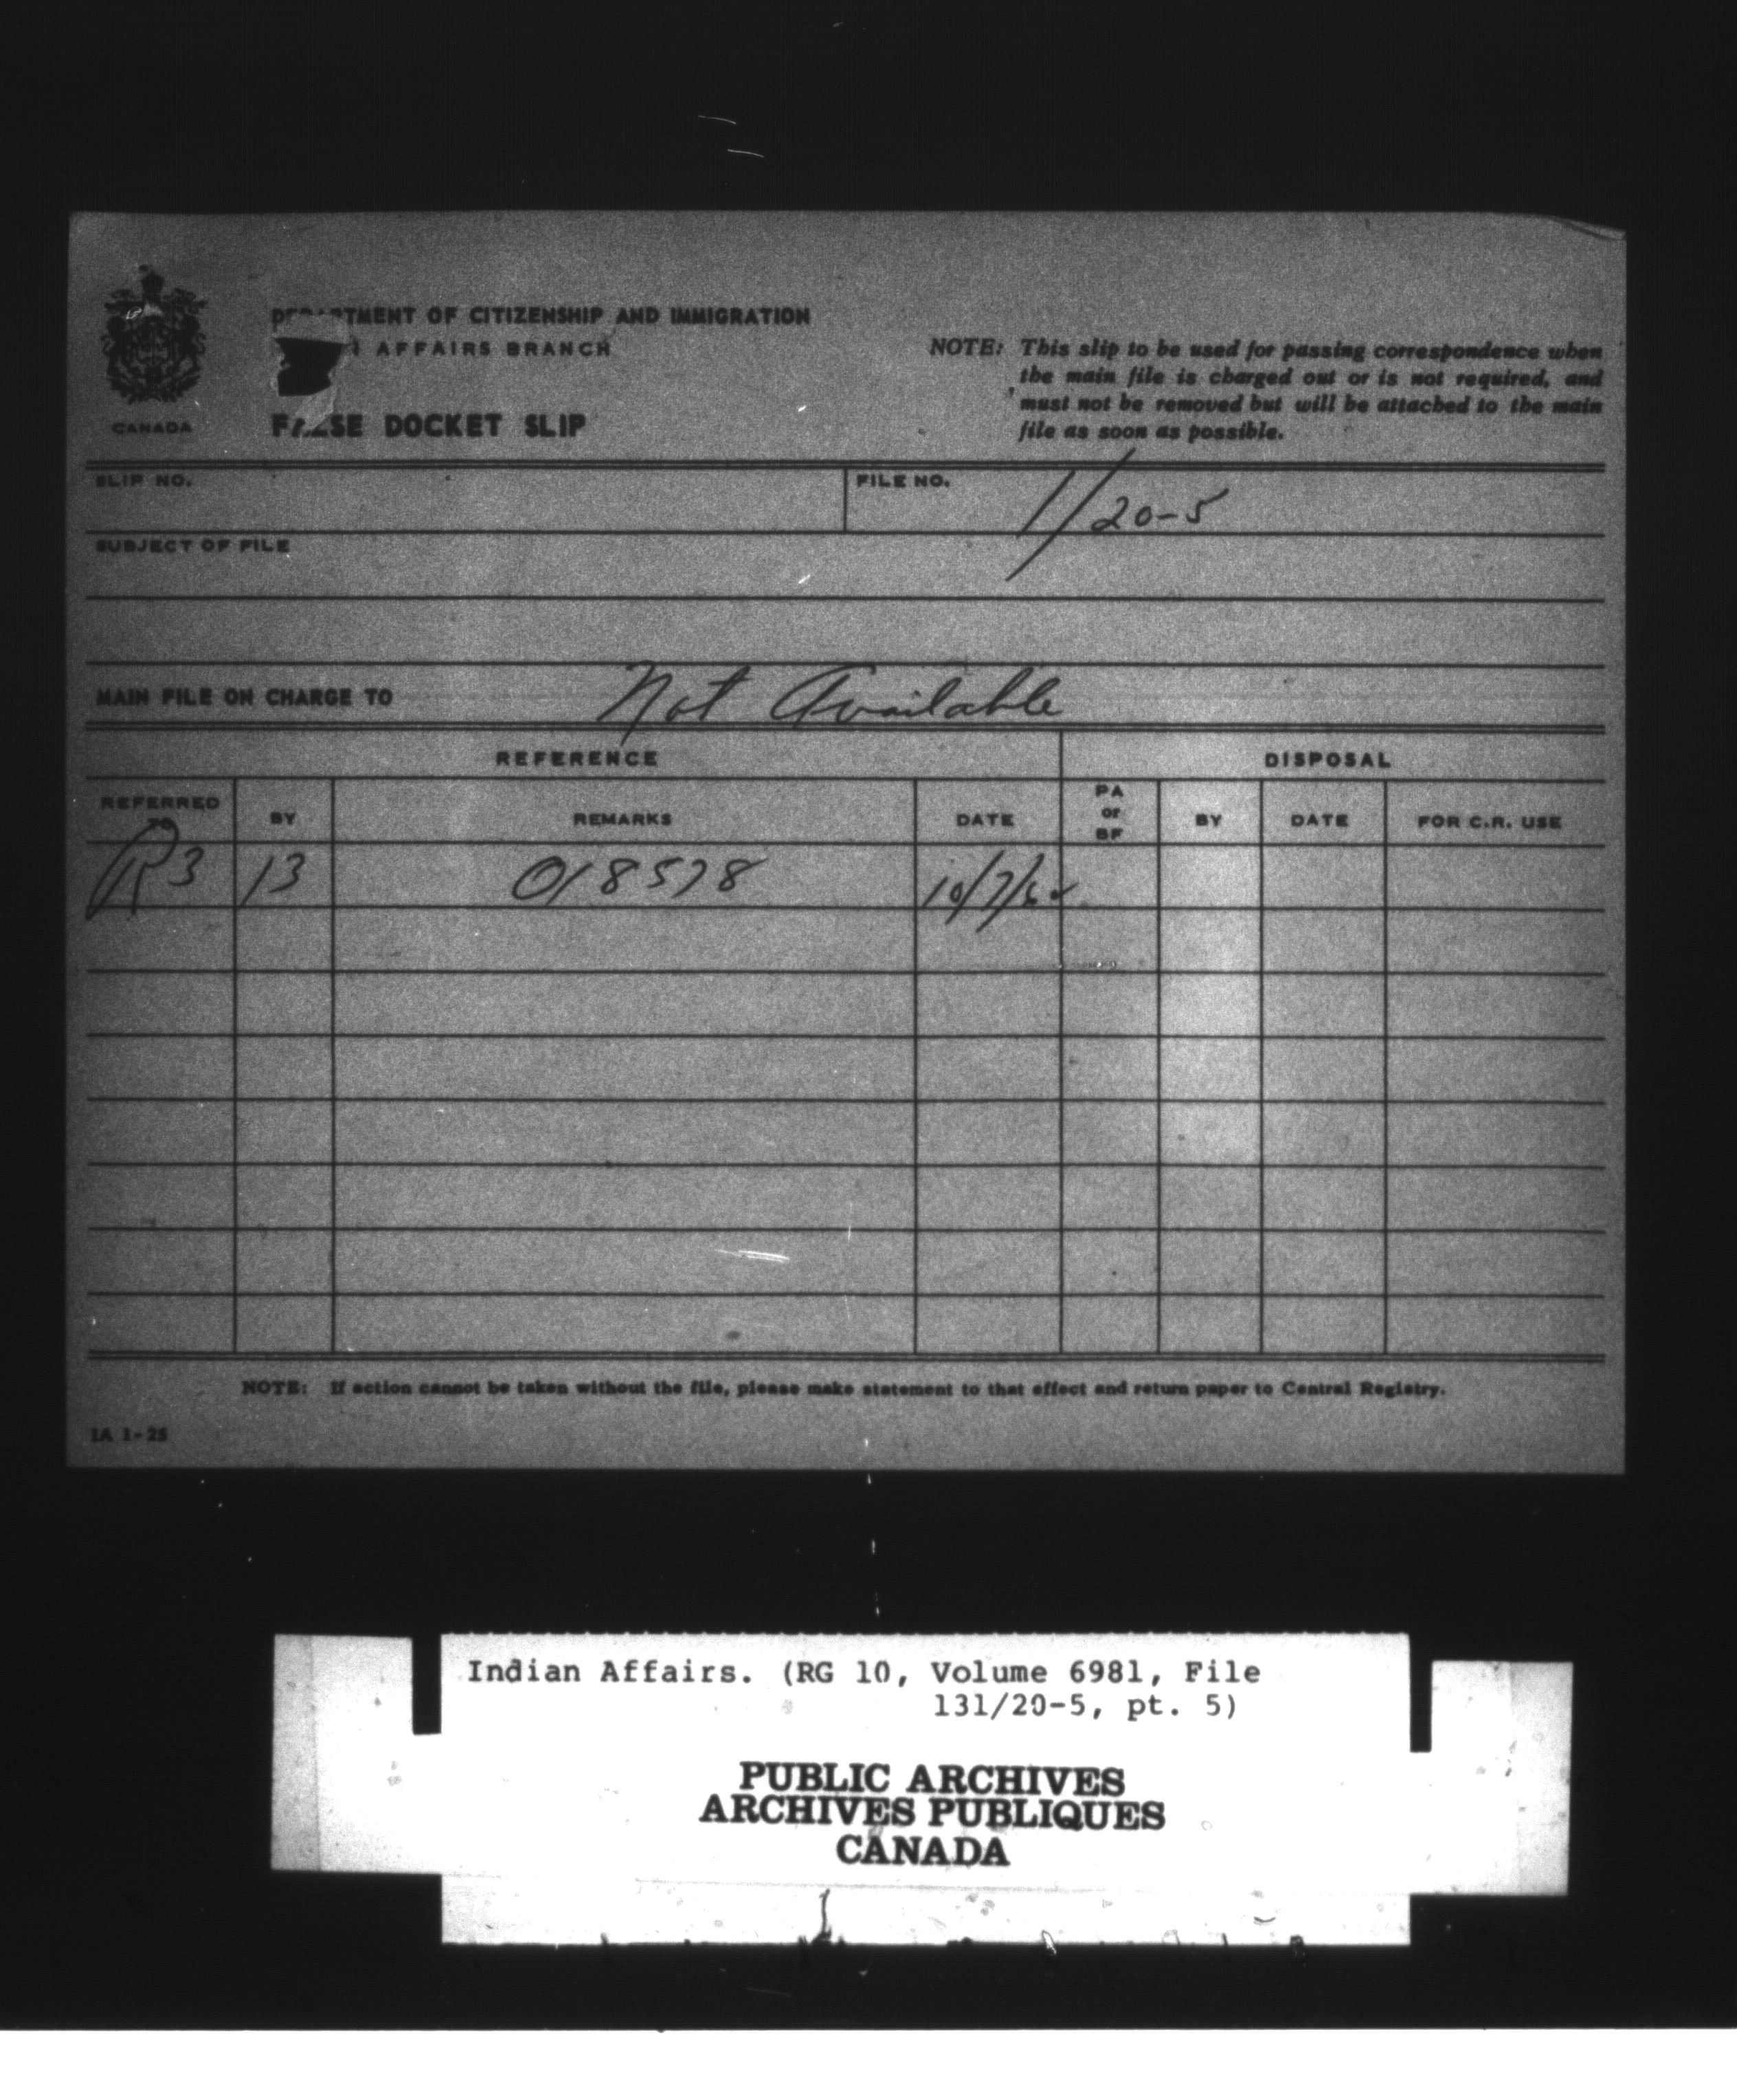 DEPARTMENT OF CITIZENSHIP AND IMMIGRATION
AFFAIRS BRANCH
FALSE DOCKET SLIP
CANADA
NOTE: This slip to be used for passing correspondence when
the main file is charged out or is not required, and
must not be removed but will be attached to the main
file as soon as possible.
SLIP NO.
FILE NO. 1/20-5
SUBJECT OF FILE
MAIN FILE ON CHARGE TO Not Available
REFERENCE DISPOSAL
REFERRED TO BY REMARKS DATE PA or BF BY DATE FOR C.R. USE
R3 13 018578 10/7/
NOTE: If action cannot be taken without the file, please make statement to that effect and return paper to Central Registry.
IA 1-25
Indian Affairs. (RG 10, Volume 6981, File
131/20-5, pt. 5)
PUBLIC ARCHIVES
ARCHIVES PUBLIQUES
CANADA